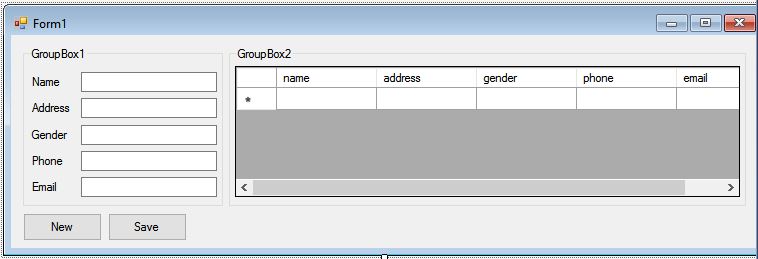 Form1
GroupBox1
Name
Address
Gender
Phone
Email
New Save
GroupBox2
name address gender phone email
*